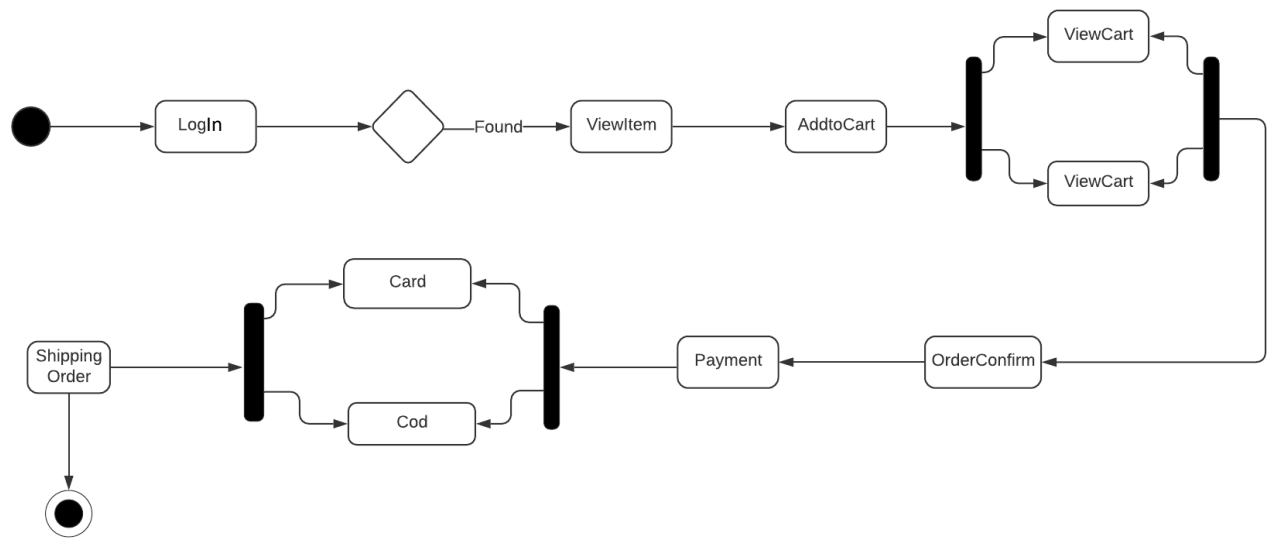 LogIn
Found
ViewItem
AddtoCart
ViewCart
ViewCart
OrderConfirm
Payment
Card
Cod
Shipping
Order